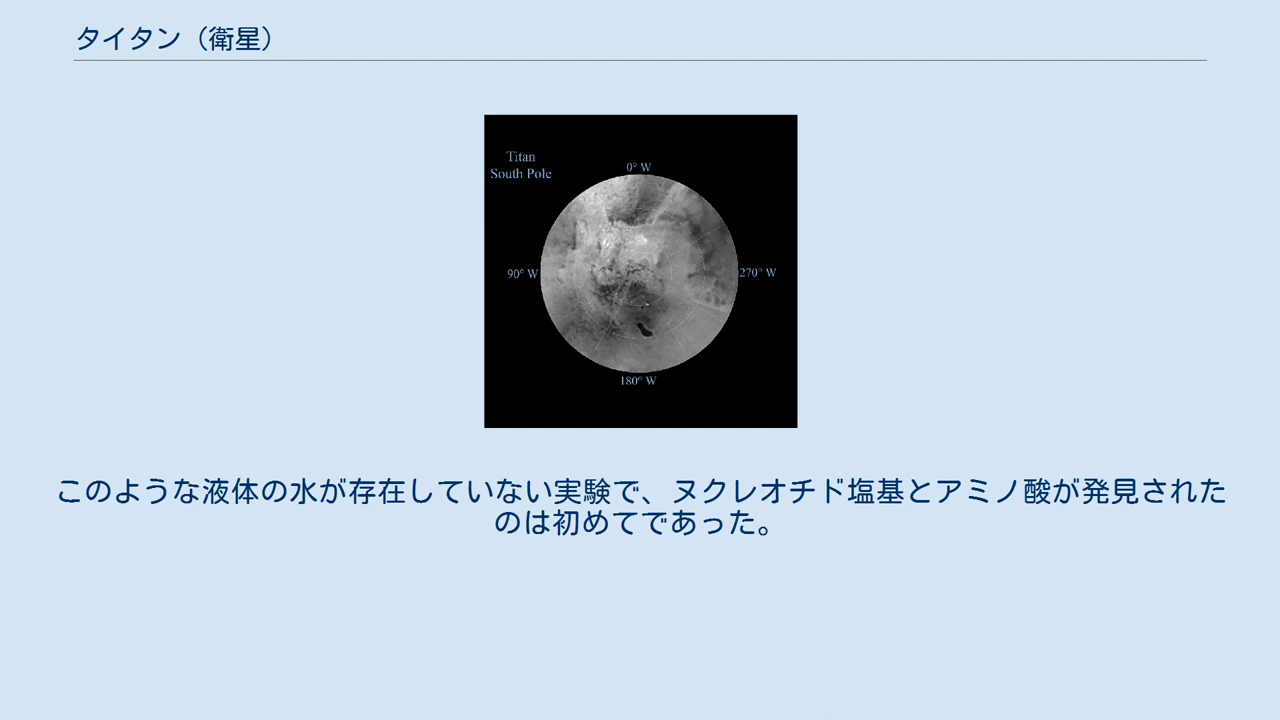 タイタン（衛星）
Titan
South Pole
0° W
90° W
270° W
180° W
このような液体の水が存在していない実験で、ヌクレオチド塩基とアミノ酸が発見された
のは初めてであった。